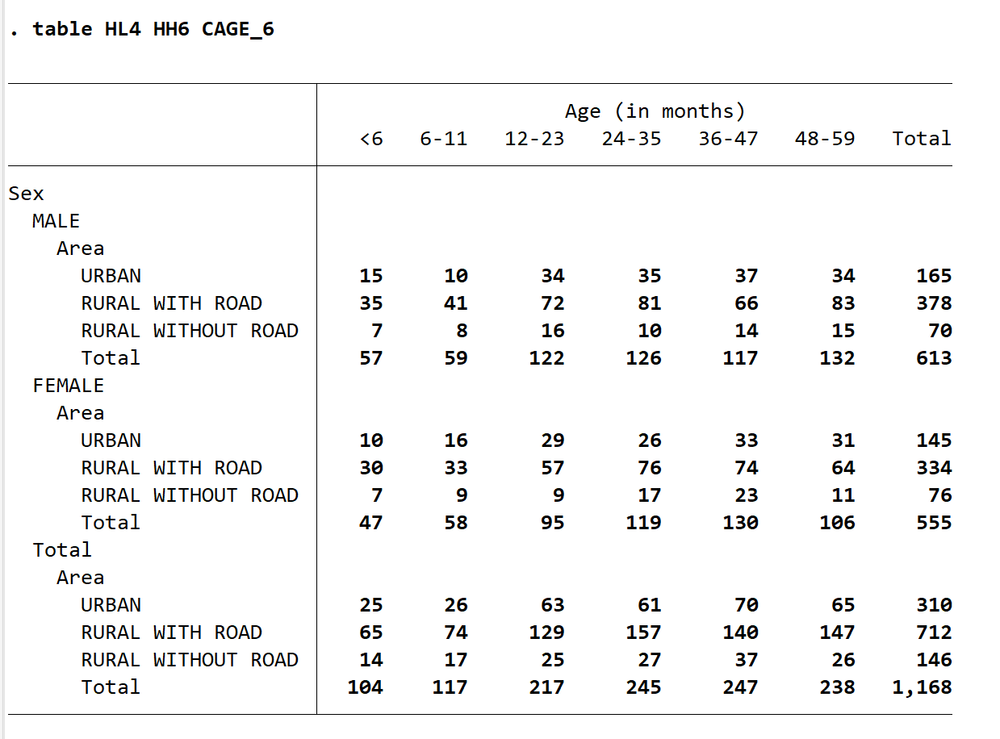 . table HL4 HH6 CAGE_6
Age (in months)
<6 6-11 12-23 24-35 36-47 48-59 Total
Sex
MALE
Area
URBAN 15 10 34 35 37 34 165
RURAL WITH ROAD 35 41 72 81 66 83 378
RURAL WITHOUT ROAD 7 8 16 10 14 15 70
Total 57 59 122 126 117 132 613
FEMALE
Area
URBAN 10 16 29 26 33 31 145
RURAL WITH ROAD 30 33 57 76 74 64 334
RURAL WITHOUT ROAD 7 9 9 17 23 11 76
Total 47 58 95 119 130 106 555
Total
Area
URBAN 25 26 63 61 70 65 310
RURAL WITH ROAD 65 74 129 157 140 147 712
RURAL WITHOUT ROAD 14 17 25 27 37 26 146
Total 104 117 217 245 247 238 1,168